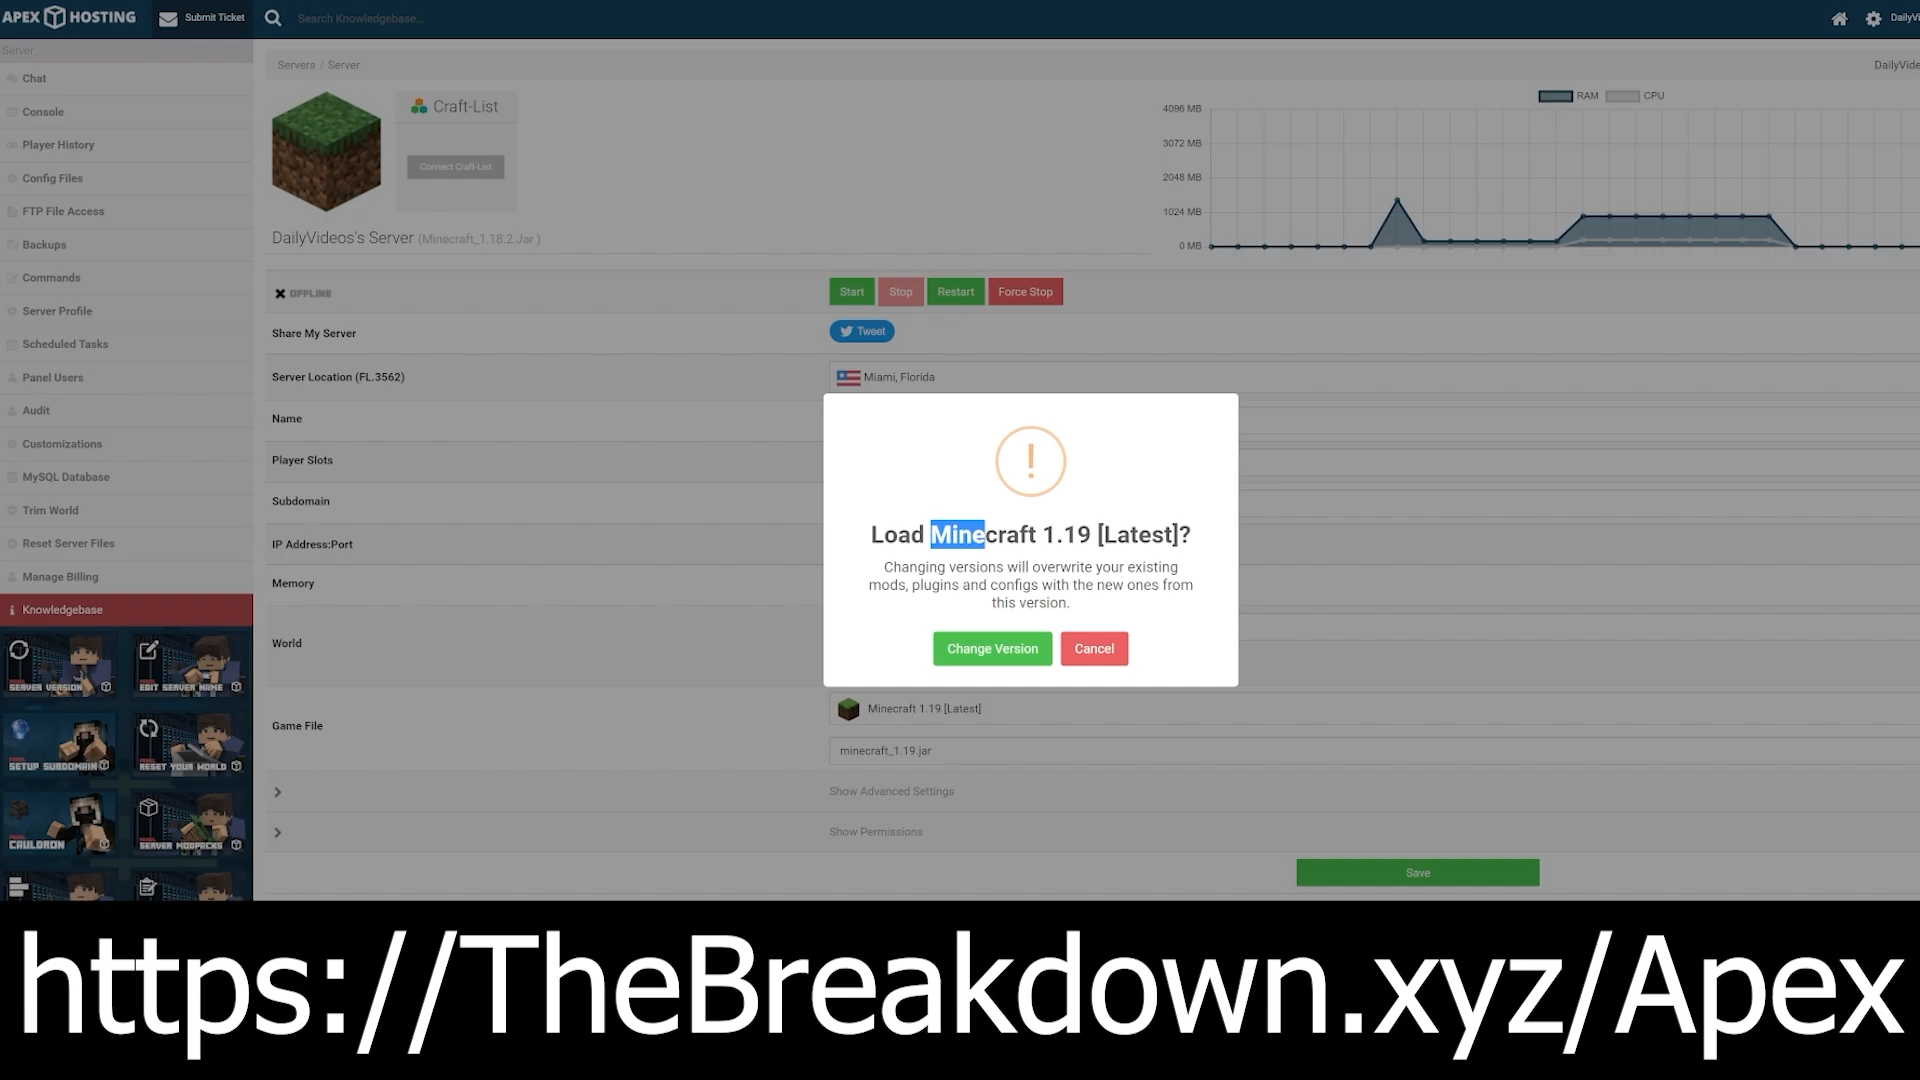 APEX HOSTING
Submit Ticket
Search Knowledgebase...
DailyVi
Server
Chat
Console
Player History
Config Files
FTP File Access
Backups
Commands
Server Profile
Scheduled Tasks
Panel Users
Audit
Customizations
MySQL Database
Trim World
Reset Server Files
Manage Billing
Knowledgebase
SERVER VERSION
EDIT SERVER NAME
SETUP SUBDOMAIN
RESET YOUR WORLD
CAULDRON
SERVER MODPACKS
Servers / Server
DailyVide
Craft-List
Connect Craft-List
DailyVideos's Server (Minecraft_1.18.2.Jar )
RAM
CPU
4096 MB
3072 MB
2048 MB
1024 MB
0 MB
OFFLINE
Start
Stop
Restart
Force Stop
Share My Server
Tweet
Server Location (FL.3562)
Miami, Florida
Name
Player Slots
Subdomain
IP Address:Port
Memory
World
Load Minecraft 1.19 [Latest]?
Changing versions will overwrite your existing
mods, plugins and configs with the new ones from
this version.
Change Version
Cancel
Game File
Minecraft 1.19 [Latest]
minecraft_1.19.jar
Show Advanced Settings
Show Permissions
Save
https://TheBreakdown.xyz/Apex